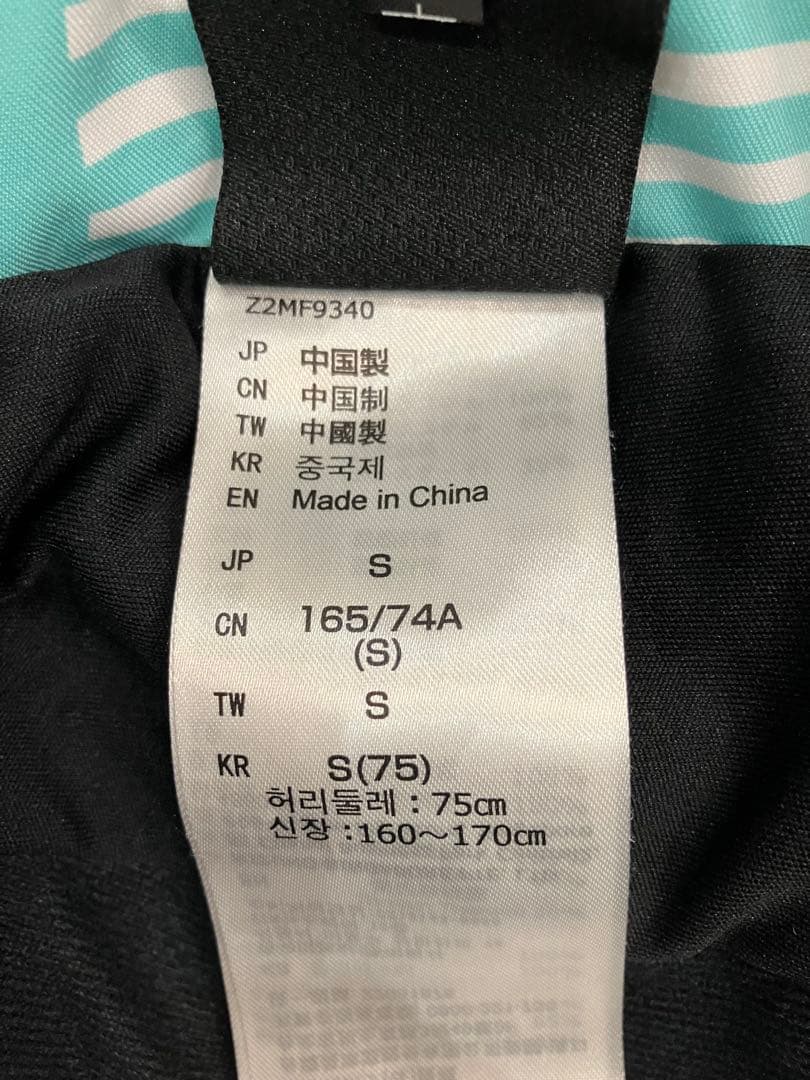 Z2MF9340
JP 中国製
CN 中国制
TW 中國製
KR 중국제
EN Made in China
JP S
CN 165/74A
(S)
TW S
KR S(75)
허리둘레 : 75cm
신장 :160~170cm